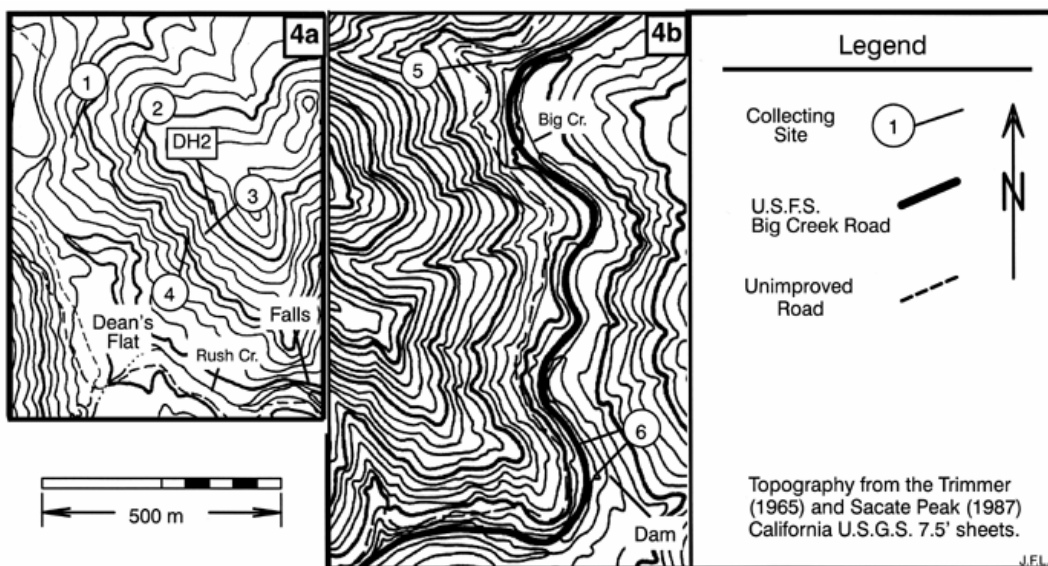 4a
1
2
DH2
3
4
Dean's
Flat
Falls
Rush Cr.
500 m
4b
5
Big Cr.
6
Dam
Legend
Collecting
Site
1
N
U.S.F.S.
Big Creek Road
Unimproved
Road
Topography from the Trimmer
(1965) and Sacate Peak (1987)
California U.S.G.S. 7.5' sheets.
J.F.L.